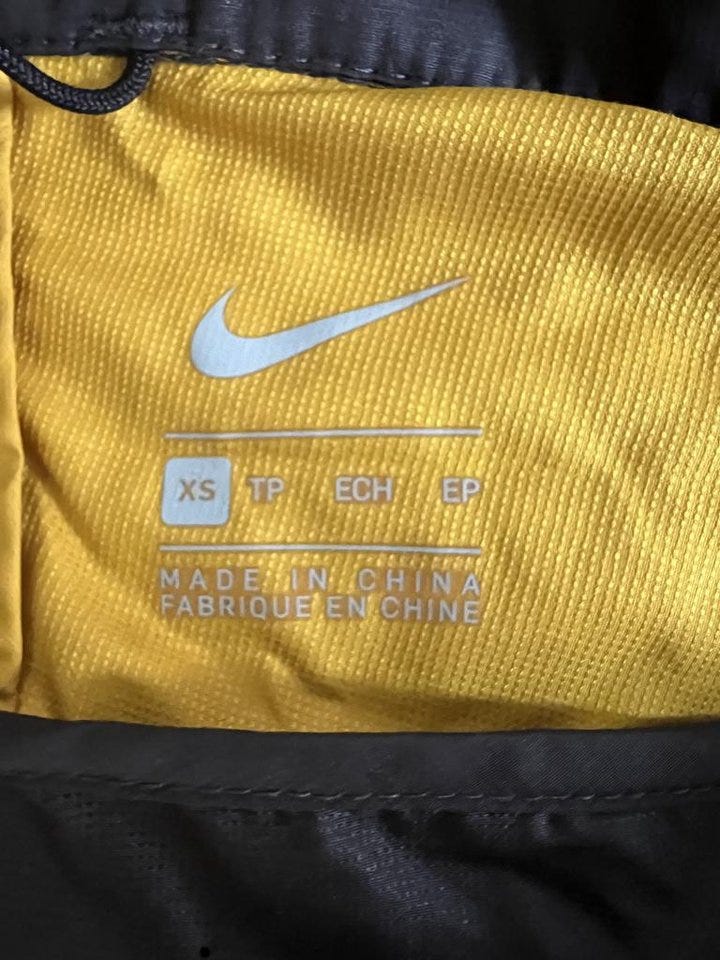 XS TP ECH EP
MADE IN CHINA
FABRIQUE EN CHINE